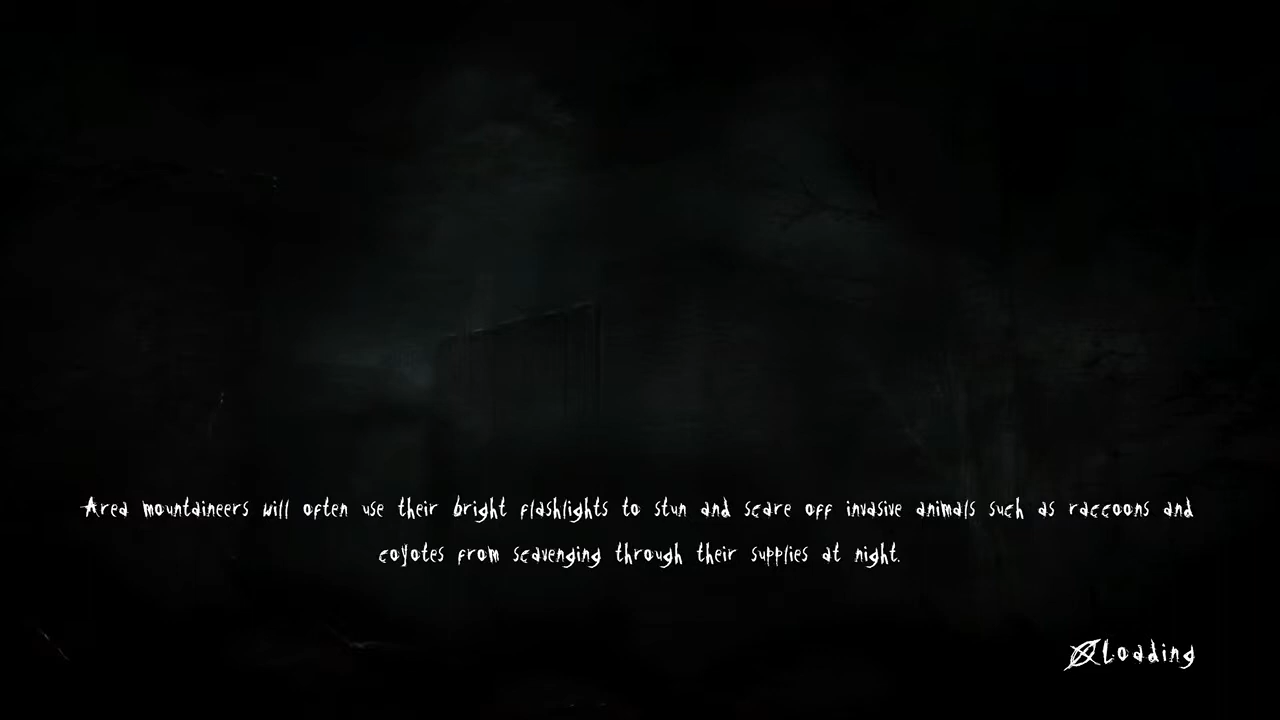 Area mountaineers will often use their bright flashlights to stun and scare off invasive animals such as raccoons and
coyotes from scavenging through their supplies at night.
Loading